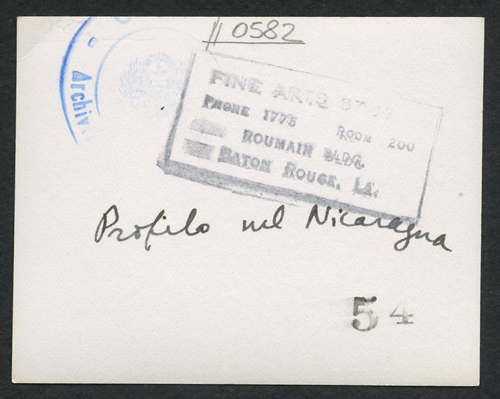 0582
Archiv
FINE ARTS
PHONE 1775 ROOM 200
ROUMAIN BLDG.
BATON ROUGE, LA.
Profilo nel Nicaragua
54